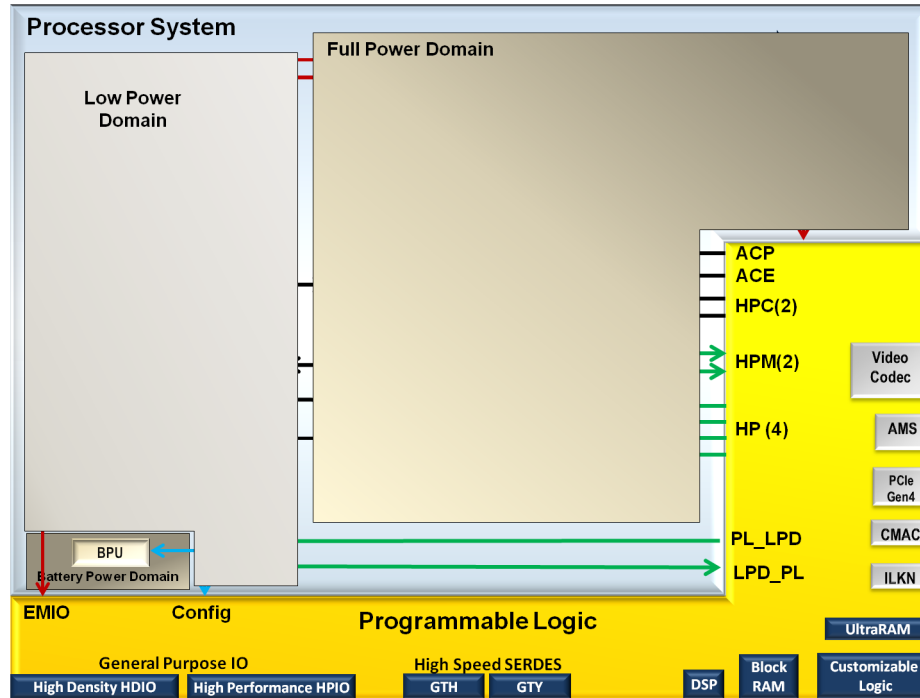 Processor System
Full Power Domain
Low Power
Domain
ACP
ACE
HPC(2)
HPM(2)
Video
Codec
HP (4)
AMS
PCIe
Gen4
PL_LPD
CMAC
BPU
Battery Power Domain
LPD_PL
ILKN
EMIO
Config
Programmable Logic
UltraRAM
General Purpose IO
High Speed SERDES
High Density HDIO
High Performance HPIO
GTH
GTY
DSP
Block
RAM
Customizable
Logic